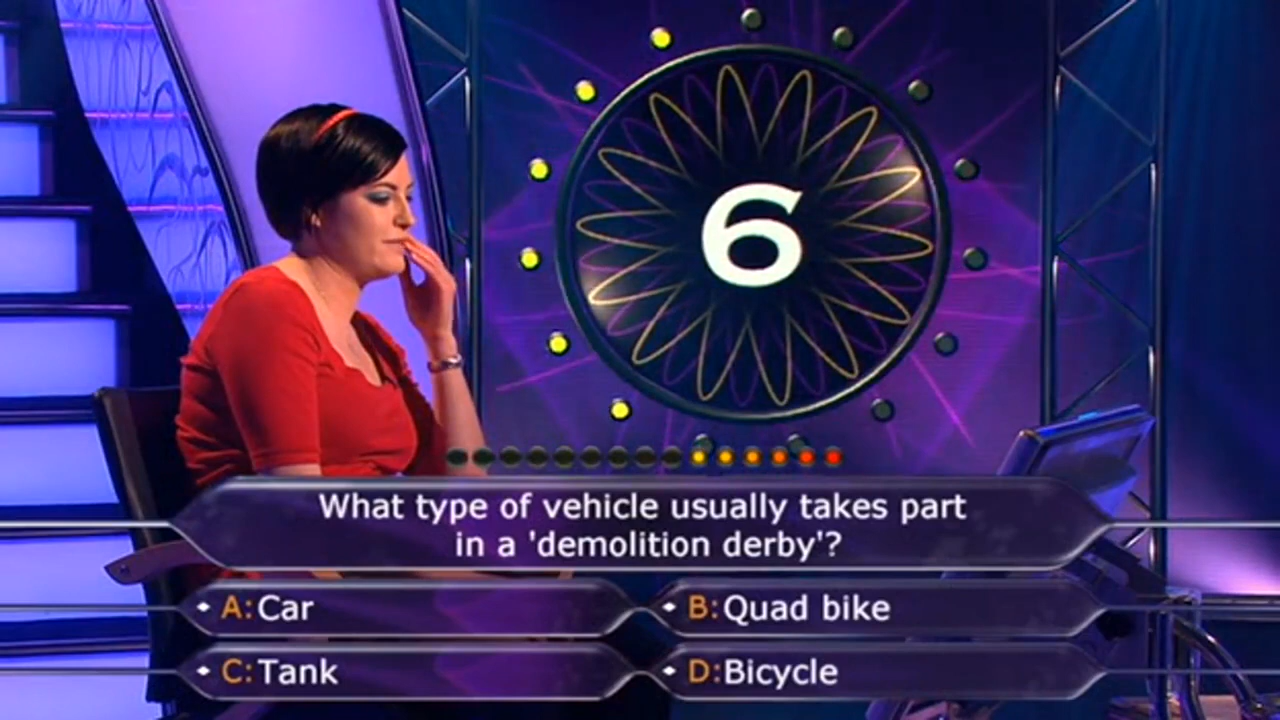 6
What type of vehicle usually takes part
in a 'demolition derby'?
A: Car
B: Quad bike
C: Tank
D: Bicycle